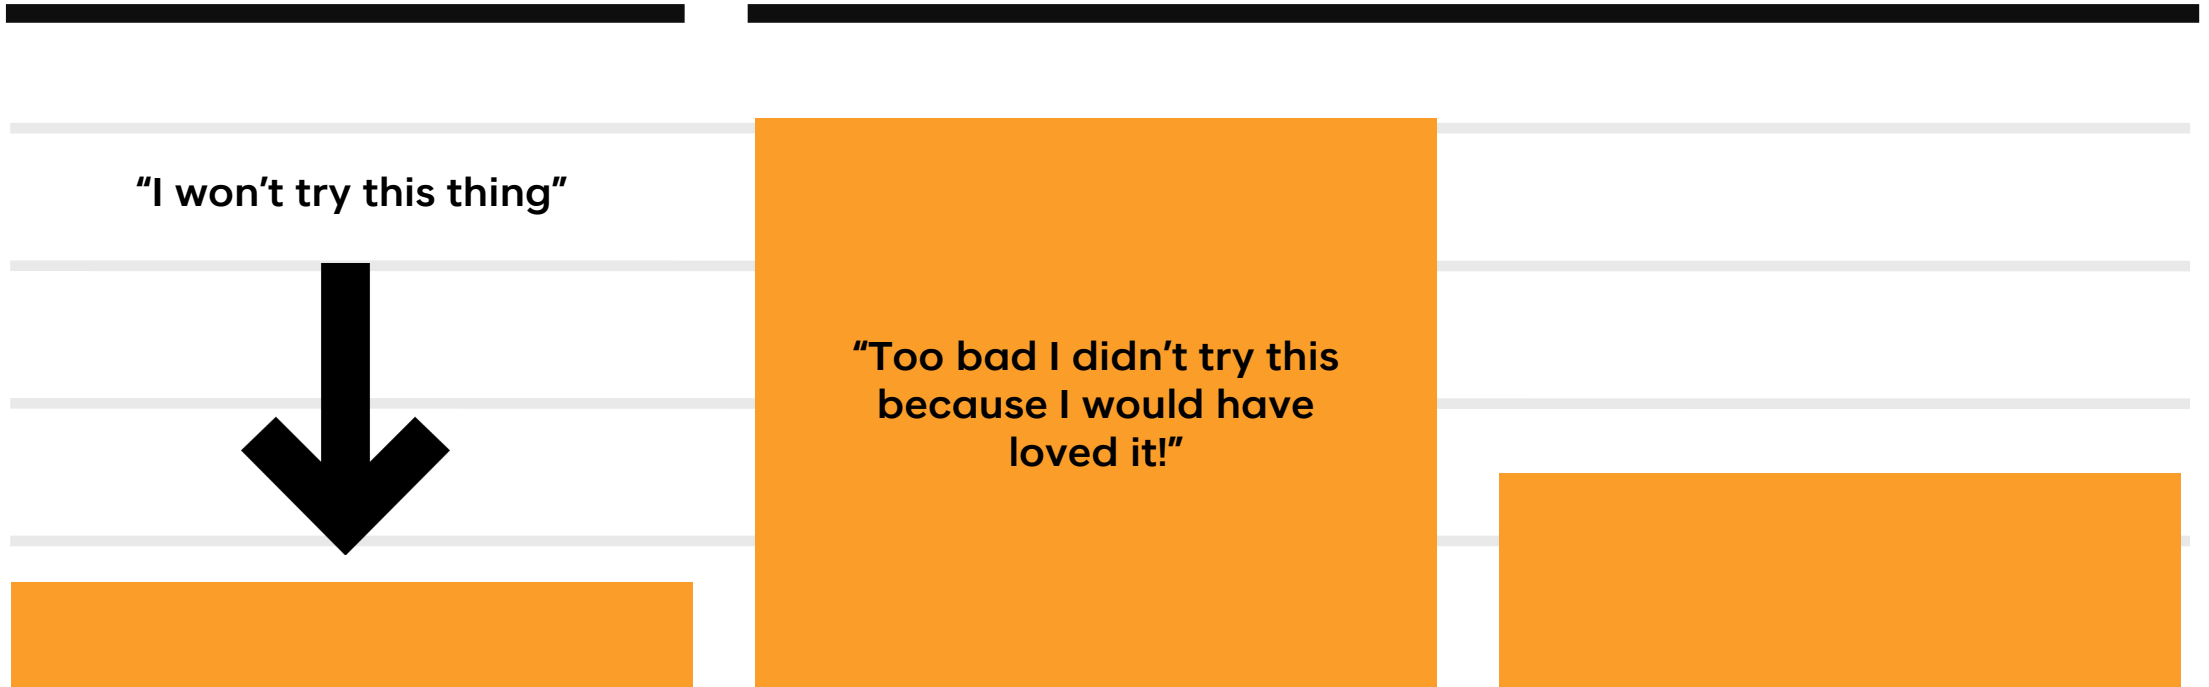 “I won’t try this thing”
“Too bad I didn’t try this
because I would have
loved it!”